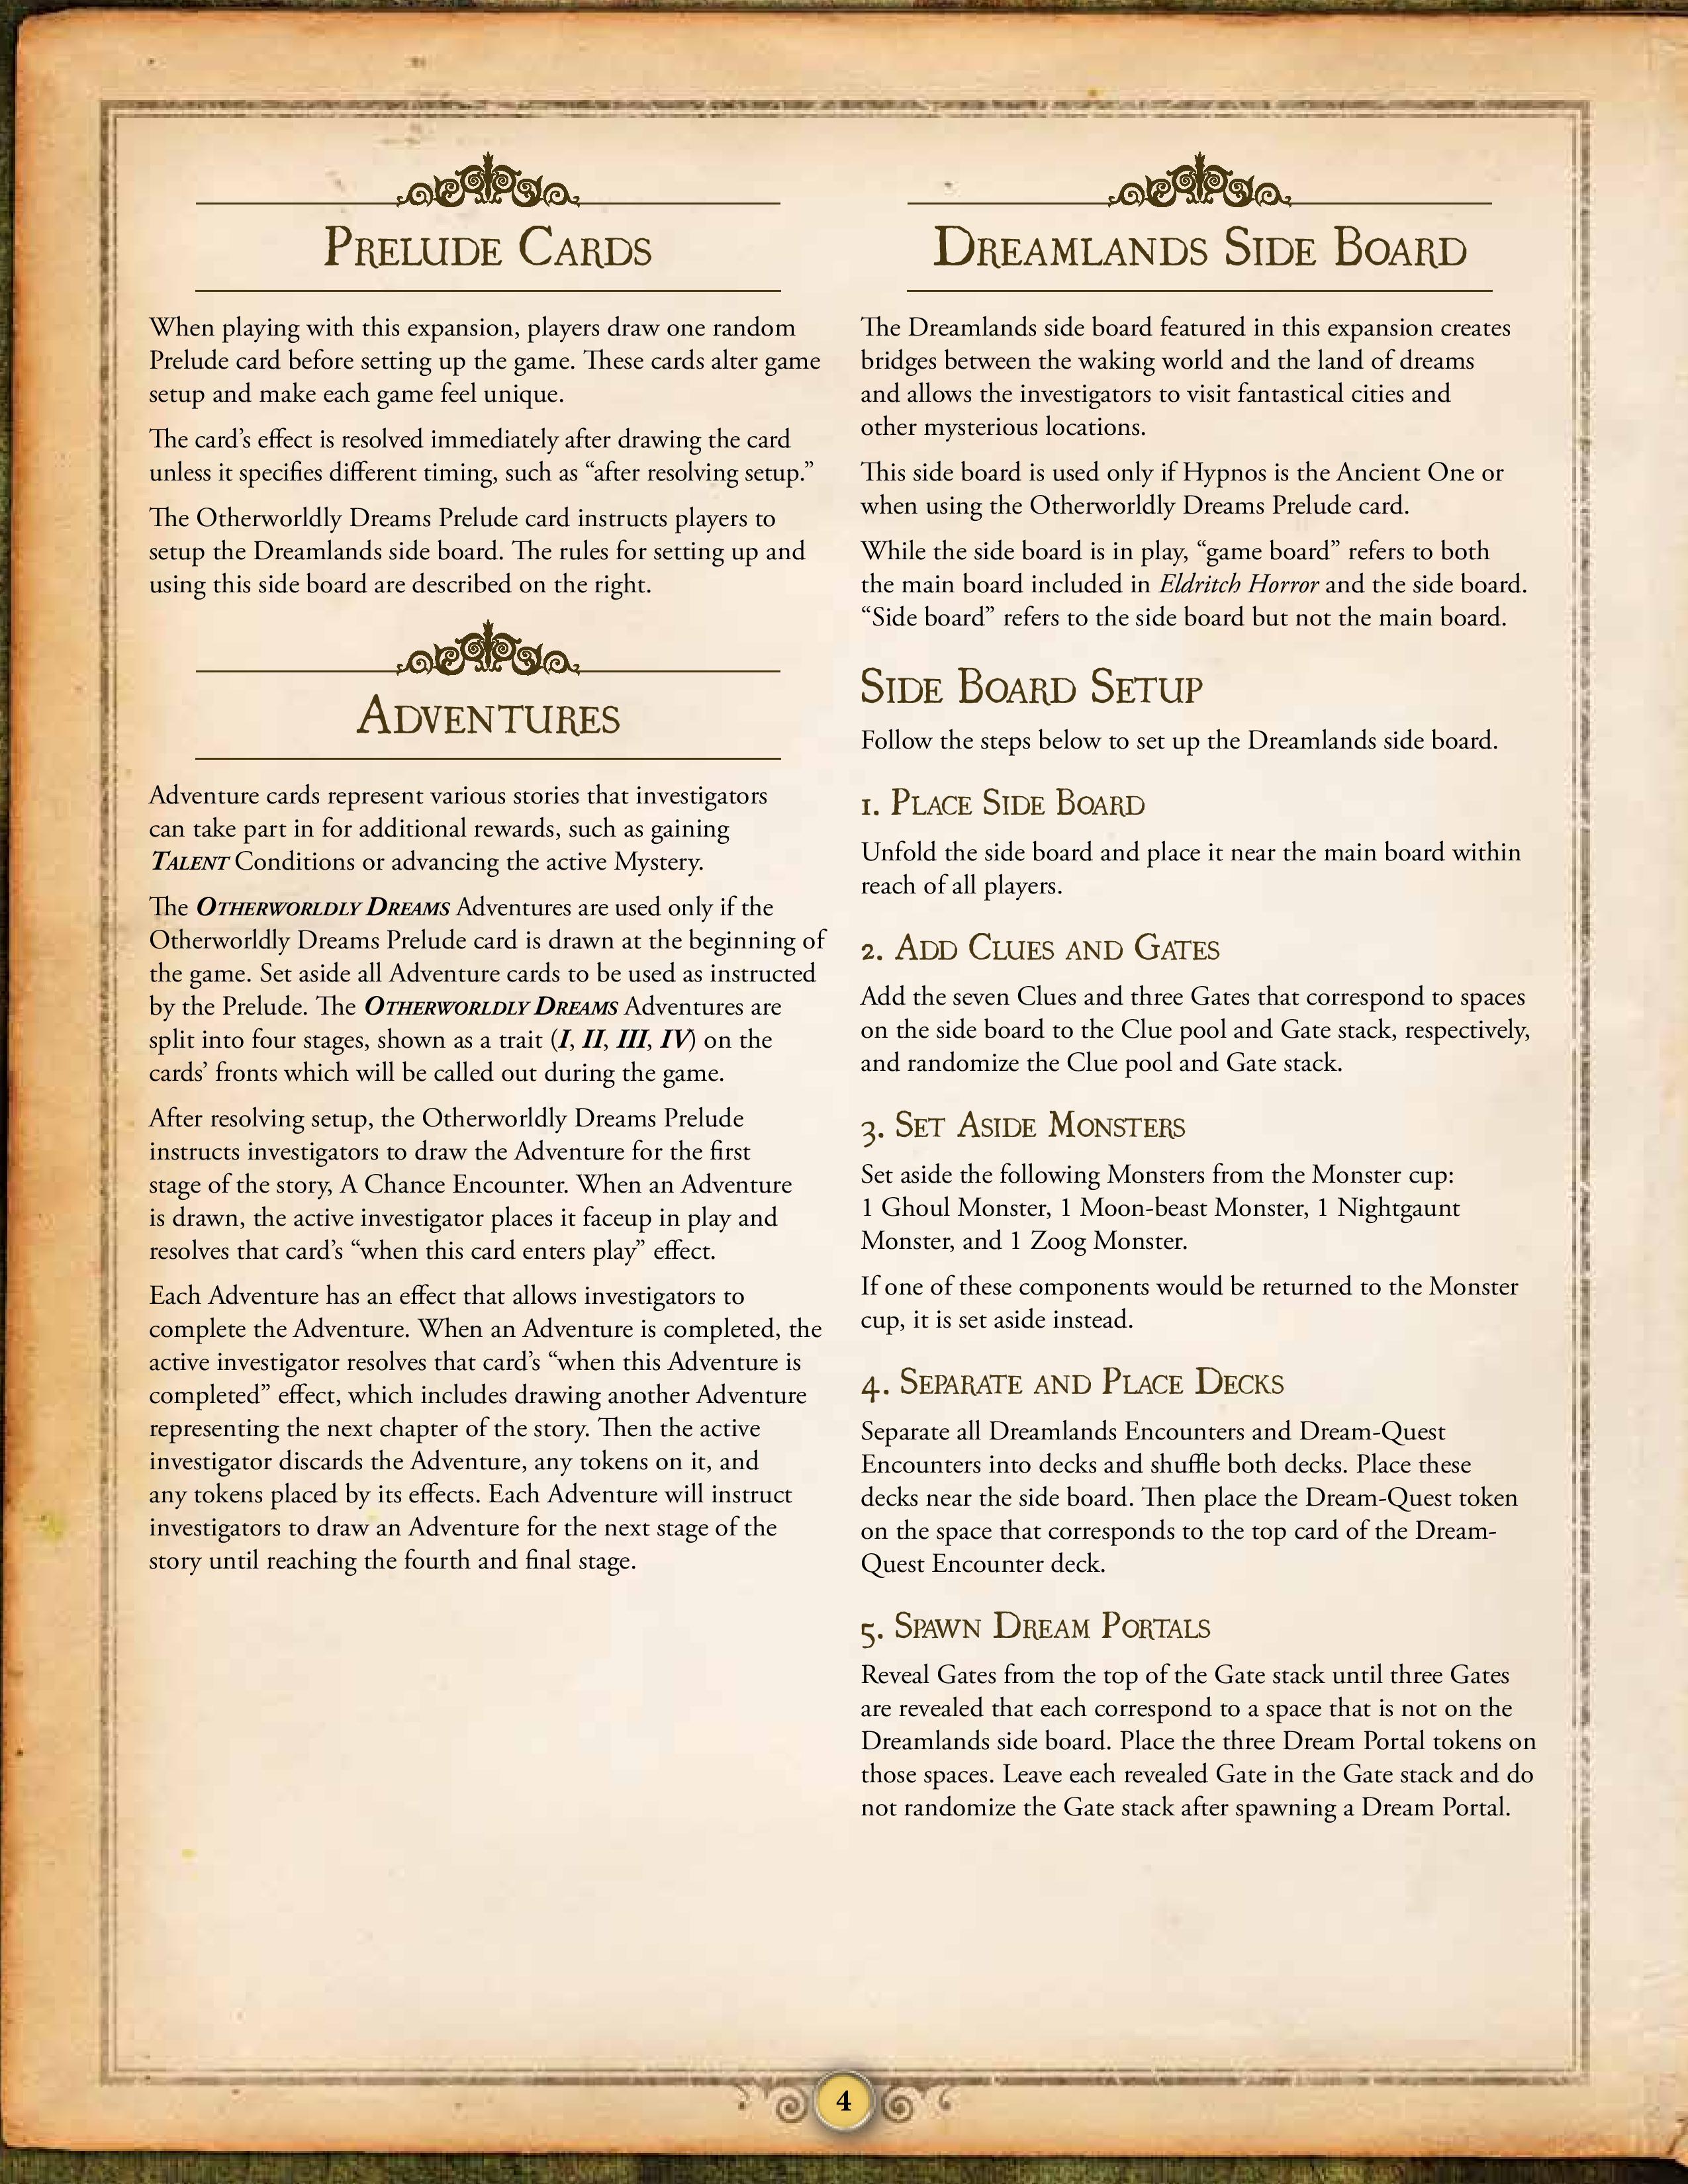 Prelude Cards
When playing with this expansion, players draw one random
Prelude card before setting up the game. These cards alter game
setup and make each game feel unique.
The card’s effect is resolved immediately after drawing the card
unless it specifies different timing, such as “after resolving setup.”
The Otherworldly Dreams Prelude card instructs players to
setup the Dreamlands side board. The rules for setting up and
using this side board are described on the right.
Adventures
Adventure cards represent various stories that investigators
can take part in for additional rewards, such as gaining
Talent Conditions or advancing the active Mystery.
The Otherworldly Dreams Adventures are used only if the
Otherworldly Dreams Prelude card is drawn at the beginning of
the game. Set aside all Adventure cards to be used as instructed
by the Prelude. The Otherworldly Dreams Adventures are
split into four stages, shown as a trait (I, II, III, IV) on the
cards’ fronts which will be called out during the game.
After resolving setup, the Otherworldly Dreams Prelude
instructs investigators to draw the Adventure for the first
stage of the story, A Chance Encounter. When an Adventure
is drawn, the active investigator places it faceup in play and
resolves that card’s “when this card enters play” effect.
Each Adventure has an effect that allows investigators to
complete the Adventure. When an Adventure is completed, the
active investigator resolves that card’s “when this Adventure is
completed” effect, which includes drawing another Adventure
representing the next chapter of the story. Then the active
investigator discards the Adventure, any tokens on it, and
any tokens placed by its effects. Each Adventure will instruct
investigators to draw an Adventure for the next stage of the
story until reaching the fourth and final stage.
Dreamlands Side Board
The Dreamlands side board featured in this expansion creates
bridges between the waking world and the land of dreams
and allows the investigators to visit fantastical cities and
other mysterious locations.
This side board is used only if Hypnos is the Ancient One or
when using the Otherworldly Dreams Prelude card.
While the side board is in play, “game board” refers to both
the main board included in Eldritch Horror and the side board.
“Side board” refers to the side board but not the main board.
Side Board Setup
Follow the steps below to set up the Dreamlands side board.
1. Place Side Board
Unfold the side board and place it near the main board within
reach of all players.
2. Add Clues and Gates
Add the seven Clues and three Gates that correspond to spaces
on the side board to the Clue pool and Gate stack, respectively,
and randomize the Clue pool and Gate stack.
3. Set Aside Monsters
Set aside the following Monsters from the Monster cup:
1 Ghoul Monster, 1 Moon-beast Monster, 1 Nightgaunt
Monster, and 1 Zoog Monster.
If one of these components would be returned to the Monster
cup, it is set aside instead.
4. Separate and Place Decks
Separate all Dreamlands Encounters and Dream-Quest
Encounters into decks and shuffle both decks. Place these
decks near the side board. Then place the Dream-Quest token
on the space that corresponds to the top card of the Dream-
Quest Encounter deck.
5. Spawn Dream Portals
Reveal Gates from the top of the Gate stack until three Gates
are revealed that each correspond to a space that is not on the
Dreamlands side board. Place the three Dream Portal tokens on
those spaces. Leave each revealed Gate in the Gate stack and do
not randomize the Gate stack after spawning a Dream Portal.
4